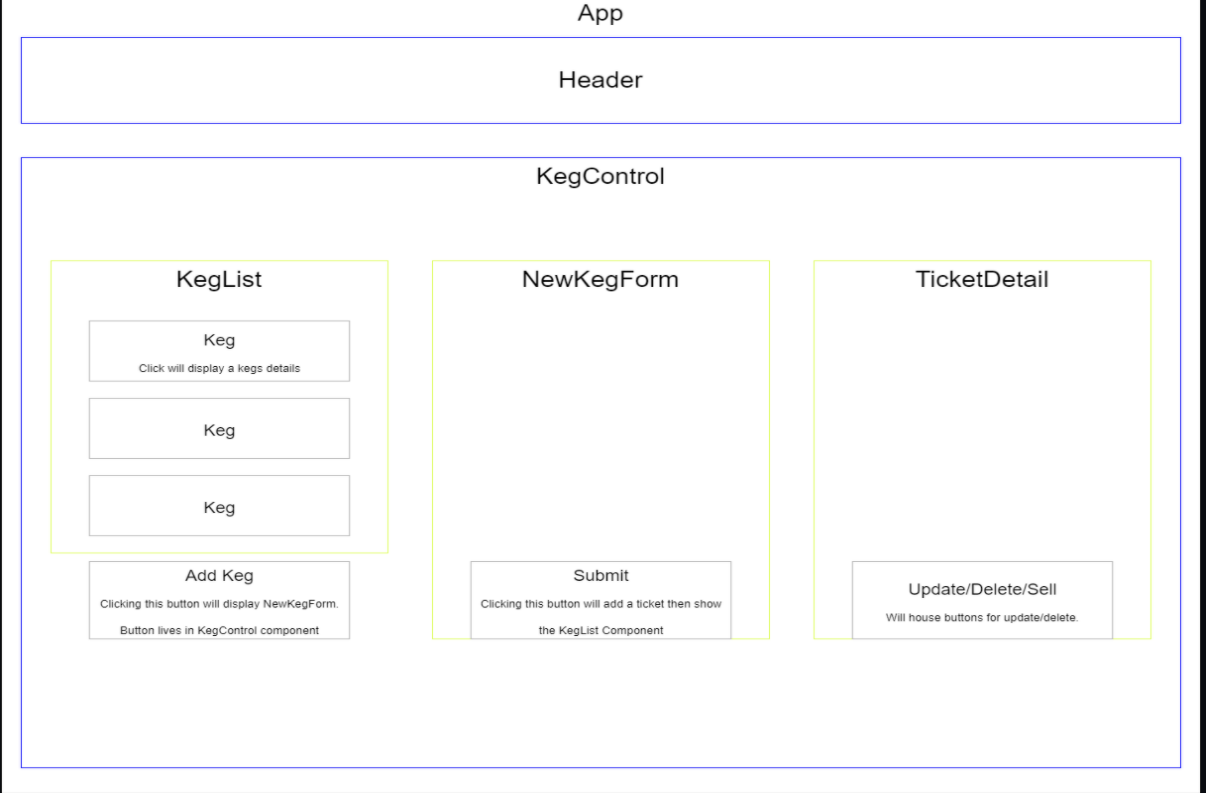 App
Header
KegControl
KegList
Keg
Click will display a kegs details
Keg
Keg
Add Keg
Clicking this button will display NewKegForm.
Button lives in KegControl component
NewKegForm
Submit
Clicking this button will add a ticket then show
the KegList Component
TicketDetail
Update/Delete/Sell
Will house buttons for update/delete.